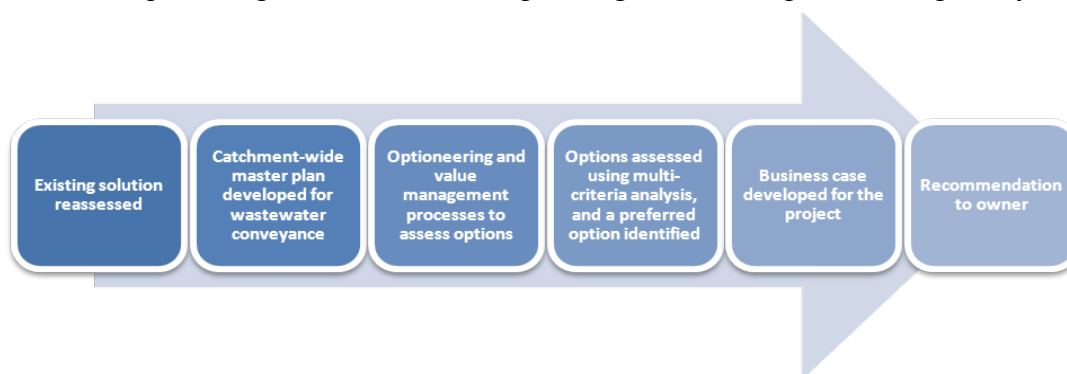 Existing solution
reassessed
Catchment-wide
master plan
developed for
wastewater
conveyance
Optioneering and
value
management
processes to
assess options
Options assessed
using multi-
criteria analysis,
and a preferred
option identified
Business case
developed for the
project
Recommendation
to owner